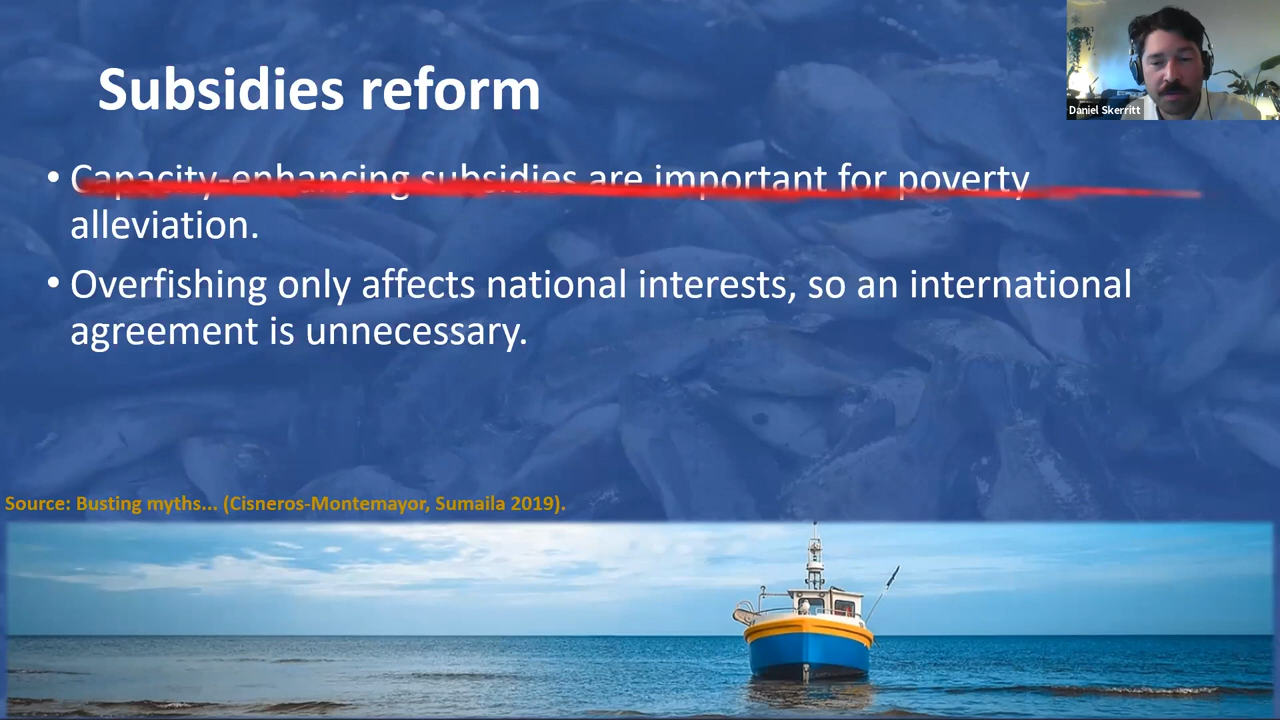 Daniel Skerritt
Subsidies reform
• Capacity-enhancing subsidies are important for poverty
alleviation.
• Overfishing only affects national interests, so an international
agreement is unnecessary.
Source: Busting myths... (Cisneros-Montemayor, Sumaila 2019).